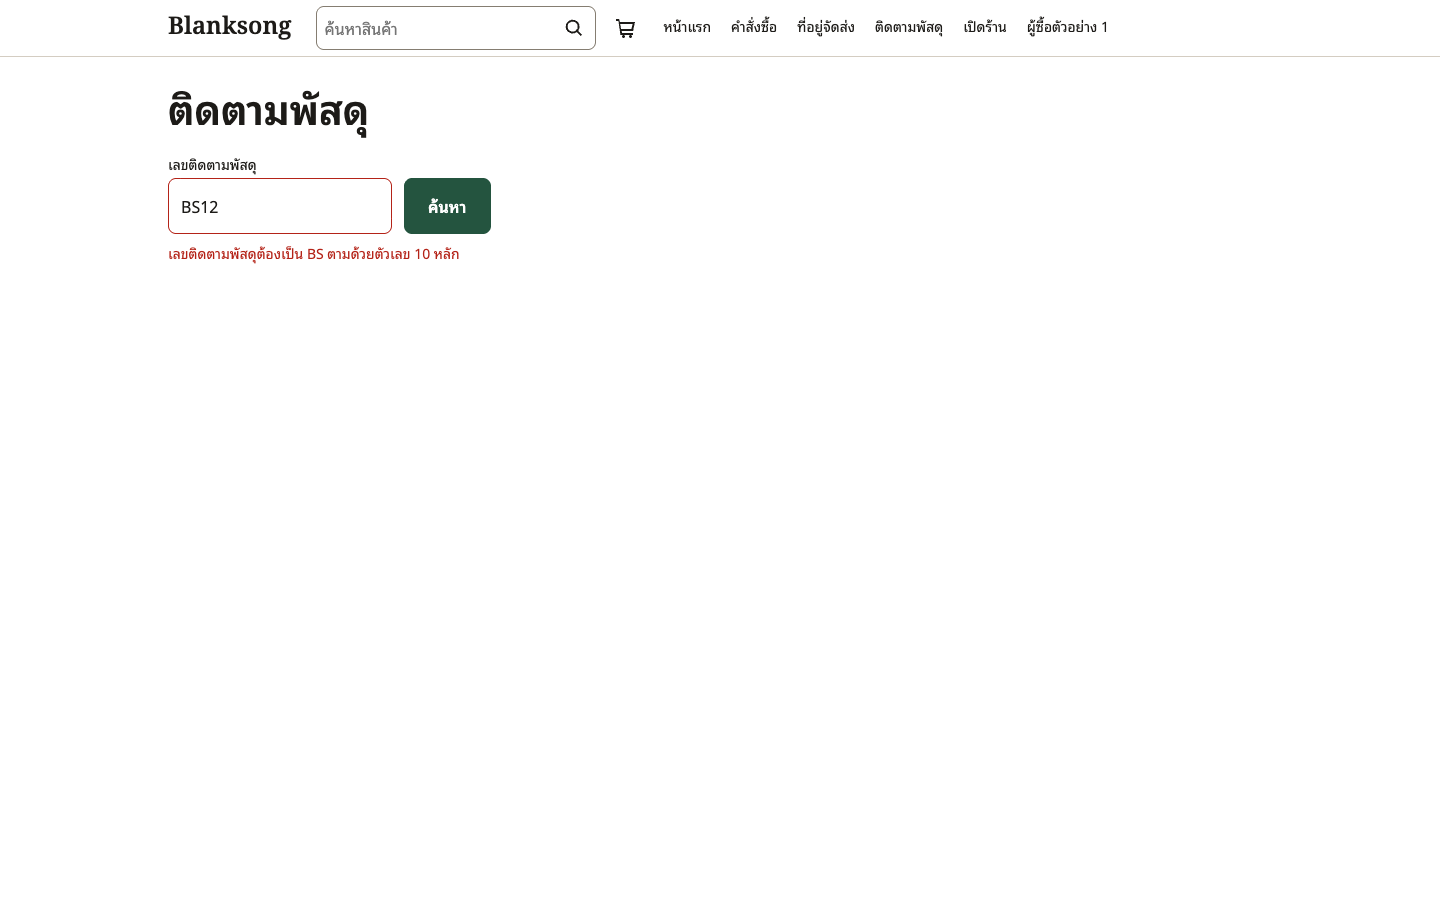 Blanksong
ค้นหาสินค้า
หน้าแรก คำสั่งซื้อ ที่อยู่จัดส่ง ติดตามพัสดุ เปิดร้าน ผู้ซื้อตัวอย่าง 1
ติดตามพัสดุ
เลขติดตามพัสดุ
BS12 ค้นหา
เลขติดตามพัสดุต้องเป็น BS ตามด้วยตัวเลข 10 หลัก